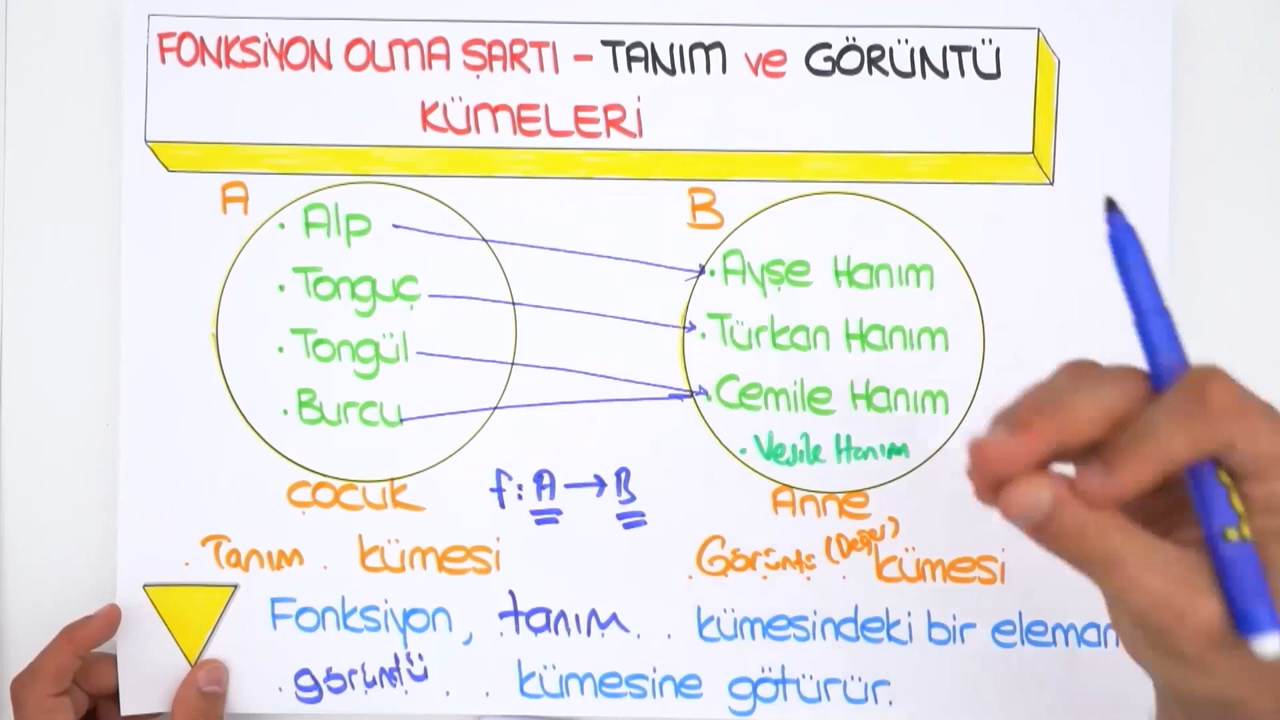 FONKSİYON OLMA ŞARTI - TANIM ve GÖRÜNTÜ
KÜMELERİ
A
B
. Alp
. Tonguç
. Tongül
. Burcu
. Ayşe Hanım
. Türkan Hanım
. Cemile Hanım
. Vesile Hanım
ÇOCUK
f: A → B
Anne
. Tanım . kümesi
. Görüntü (Değer) . kümesi
Fonksiyon, . tanım . . kümesindeki bir eleman
. görüntü . . kümesine götürür.